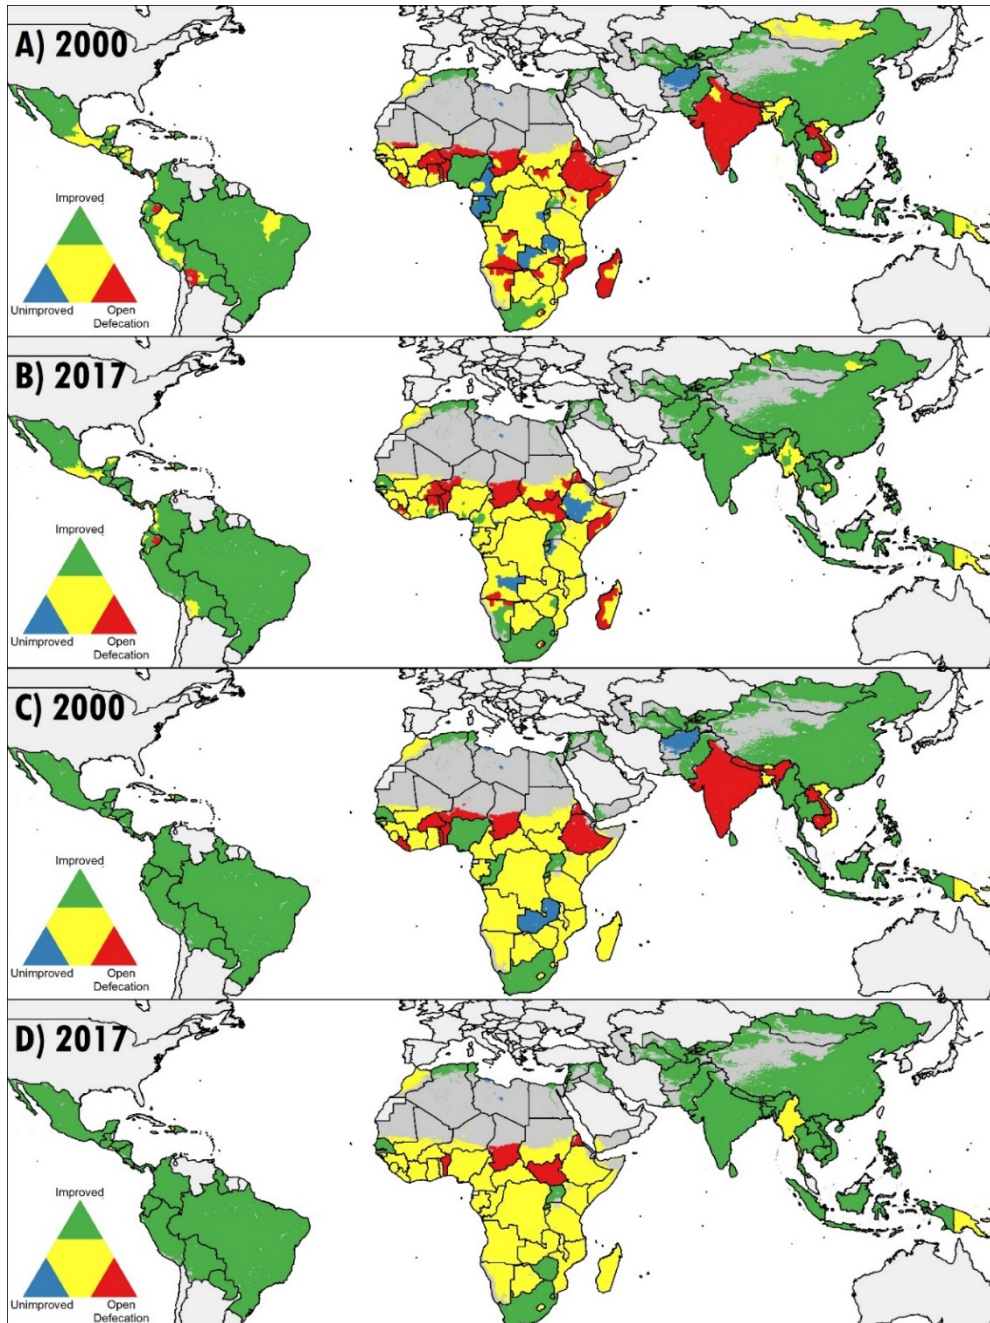 A) 2000
Improved
Unimproved
Open
Defecation
B) 2017
Improved
Unimproved
Open
Defecation
C) 2000
Improved
Unimproved
Open
Defecation
D) 2017
Improved
Unimproved
Open
Defecation